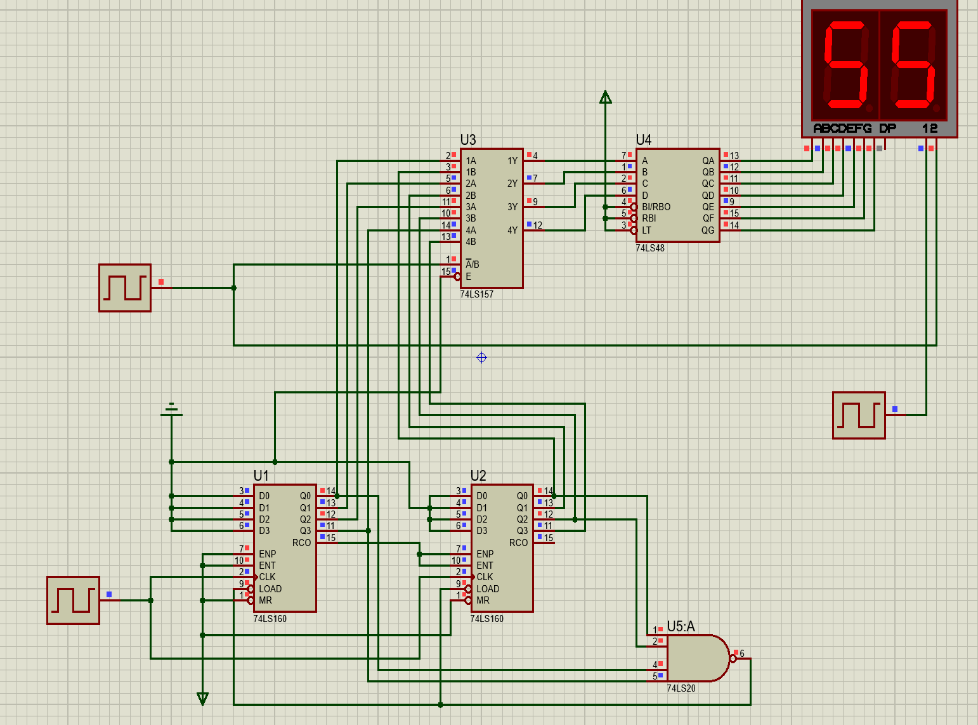 55
ABCDEFG DP 12
U3
2 1A 1Y 4
3 1B
5 2A 2Y 7
6 2B
11 3A 3Y 9
10 3B
14 4A 4Y 12
13 4B
1 A/B
15 E
74LS157
U4
7 A QA 13
1 B QB 12
2 C QC 11
6 D QD 10
4 BI/RBO QE 9
5 RBI QF 15
3 LT QG 14
74LS48
U1
3 D0 Q0 14
4 D1 Q1 13
5 D2 Q2 12
6 D3 Q3 11
RCO 15
7 ENP
10 ENT
2 CLK
9 LOAD
1 MR
74LS160
U2
3 D0 Q0 14
4 D1 Q1 13
5 D2 Q2 12
6 D3 Q3 11
RCO 15
7 ENP
10 ENT
2 CLK
9 LOAD
1 MR
74LS160
U5:A
1
2
4
5
6
74LS20